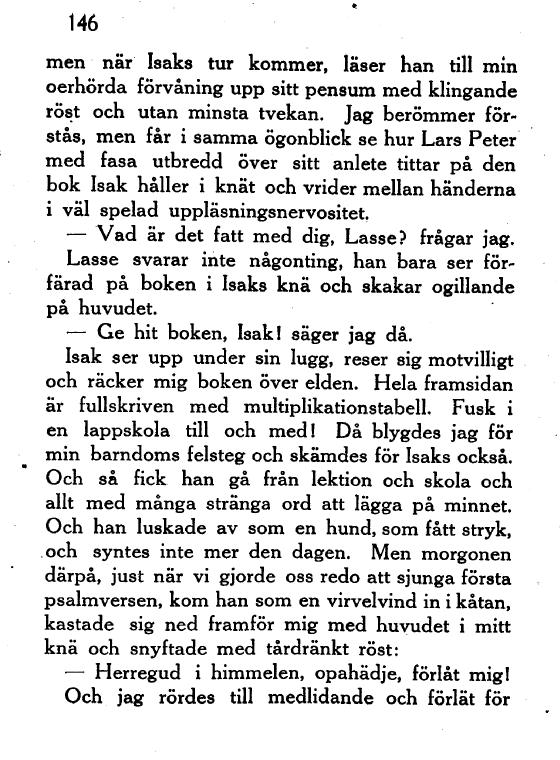 146
men när Isaks tur kommer, läser han till min
oerhörda förvåning upp sitt pensum med klingande
röst och utan minsta tvekan. Jag berömmer för-
stås, men får i samma ögonblick se hur Lars Peter
med fasa utbredd över sitt anlete tittar på den
bok Isak håller i knät och vrider mellan händerna
i väl spelad uppläsningsnervositet.
— Vad är det fatt med dig, Lasse? frågar jag.
Lasse svarar inte någonting, han bara ser för-
färad på boken i Isaks knä och skakar ogillande
på huvudet.
— Ge hit boken, Isak! säger jag då.
Isak ser upp under sin lugg, reser sig motvilligt
och räcker mig boken över elden. Hela framsidan
är fullskriven med multiplikationstabell. Fusk i
en lappskola till och med! Då blygdes jag för
min barndoms felsteg och skämdes för Isaks också.
Och så fick han gå från lektion och skola och
allt med många stränga ord att lägga på minnet.
Och han luskade av som en hund, som fått stryk,
och syntes inte mer den dagen. Men morgonen
därpå, just när vi gjorde oss redo att sjunga första
psalmversen, kom han som en virvelvind in i kåtan,
kastade sig ned framför mig med huvudet i mitt
knä och snyftade med tårdränkt röst:
— Herregud i himmelen, opahädje, förlåt mig!
Och jag rördes till medlidande och förlät för